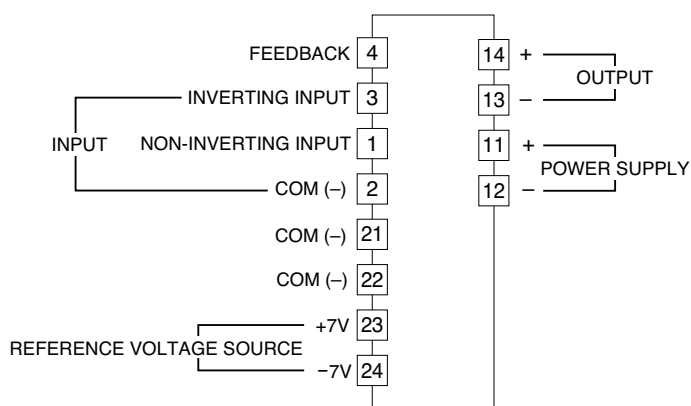 FEEDBACK 4
INVERTING INPUT 3
INPUT
NON-INVERTING INPUT 1
COM (–) 2
COM (–) 21
COM (–) 22
+7V 23
REFERENCE VOLTAGE SOURCE
−7V 24
14 +
OUTPUT
13 –
11 +
POWER SUPPLY
12 –